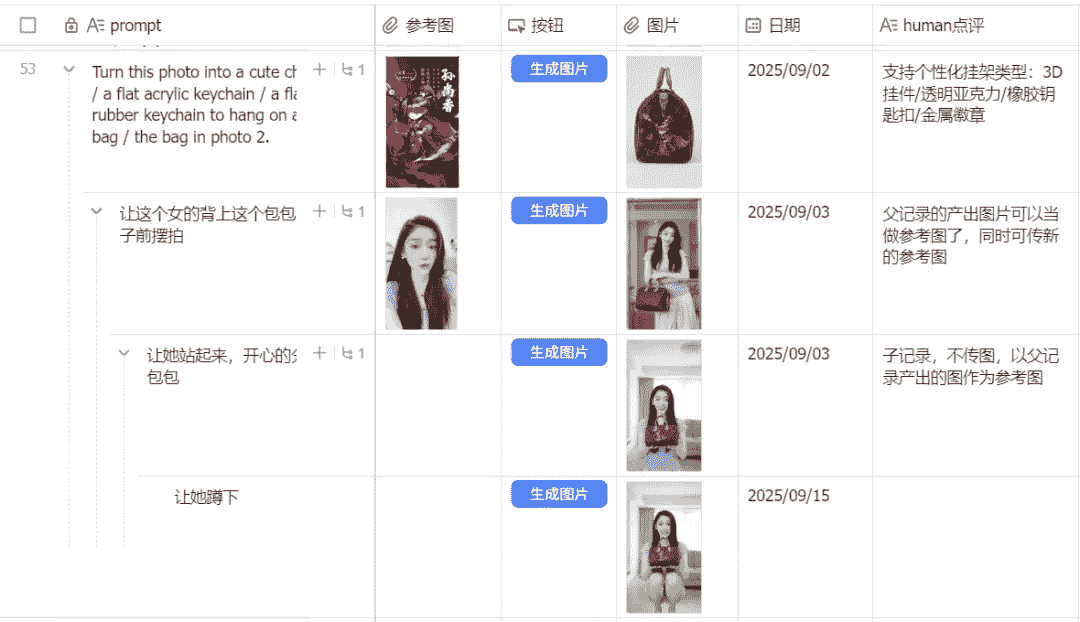 prompt
参考图
按钮
图片
日期
human点评
53
Turn this photo into a cute ch
1
/ a flat acrylic keychain / a fla
rubber keychain to hang on a
bag / the bag in photo 2.
孙尚香
生成图片
2025/09/02
支持个性化挂架类型：3D
挂件/透明亚克力/橡胶钥
匙扣/金属徽章
让这个女的背上这个包包
1
子前摆拍
生成图片
2025/09/03
父记录的产出图片可以当
做参考图了，同时可传新
的参考图
让她站起来，开心的
1
包包
生成图片
2025/09/03
子记录，不传图，以父记
录产出的图作为参考图
让她蹲下
生成图片
2025/09/15